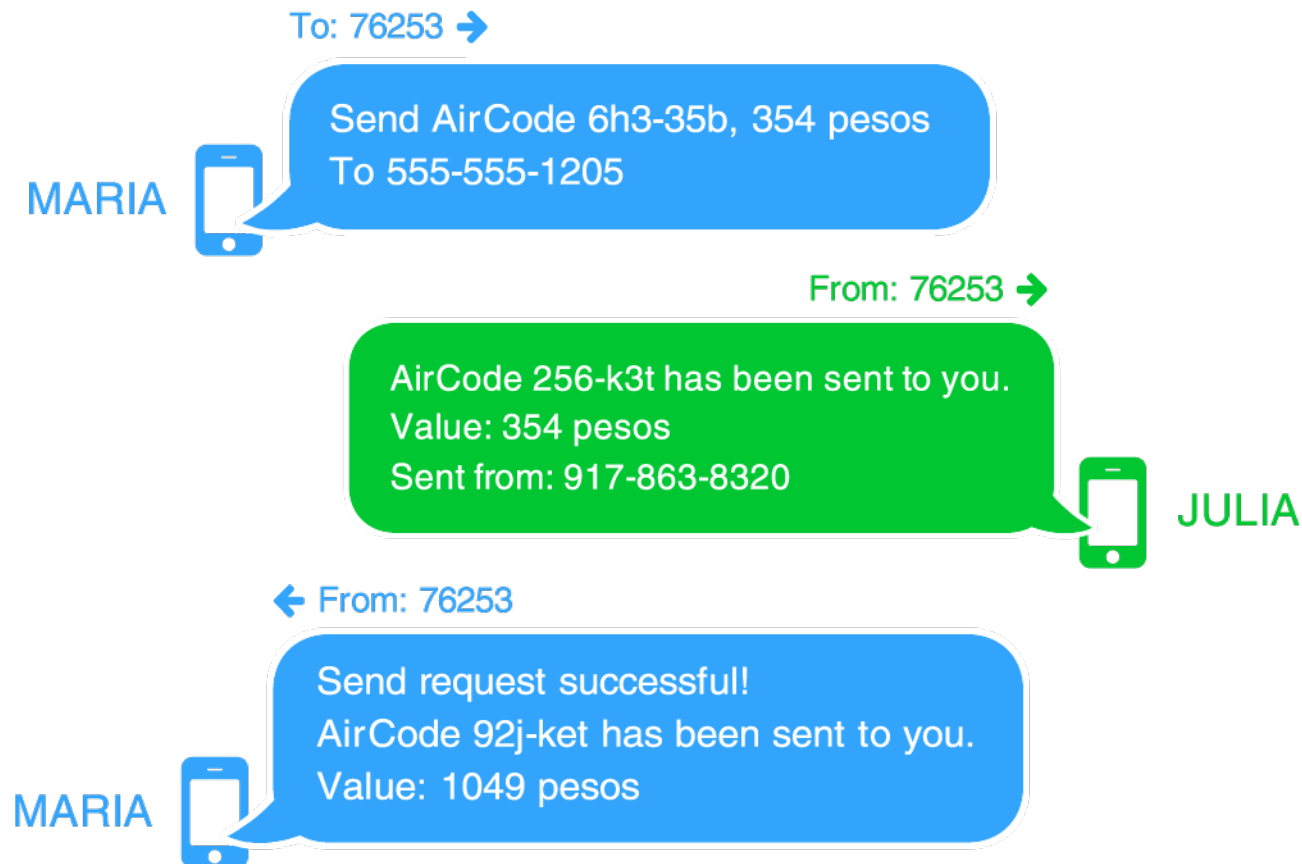 To: 76253
Send AirCode 6h3-35b, 354 pesos
To 555-555-1205
MARIA
From: 76253
AirCode 256-k3t has been sent to you.
Value: 354 pesos
Sent from: 917-863-8320
JULIA
From: 76253
Send request successful!
AirCode 92j-ket has been sent to you.
Value: 1049 pesos
MARIA